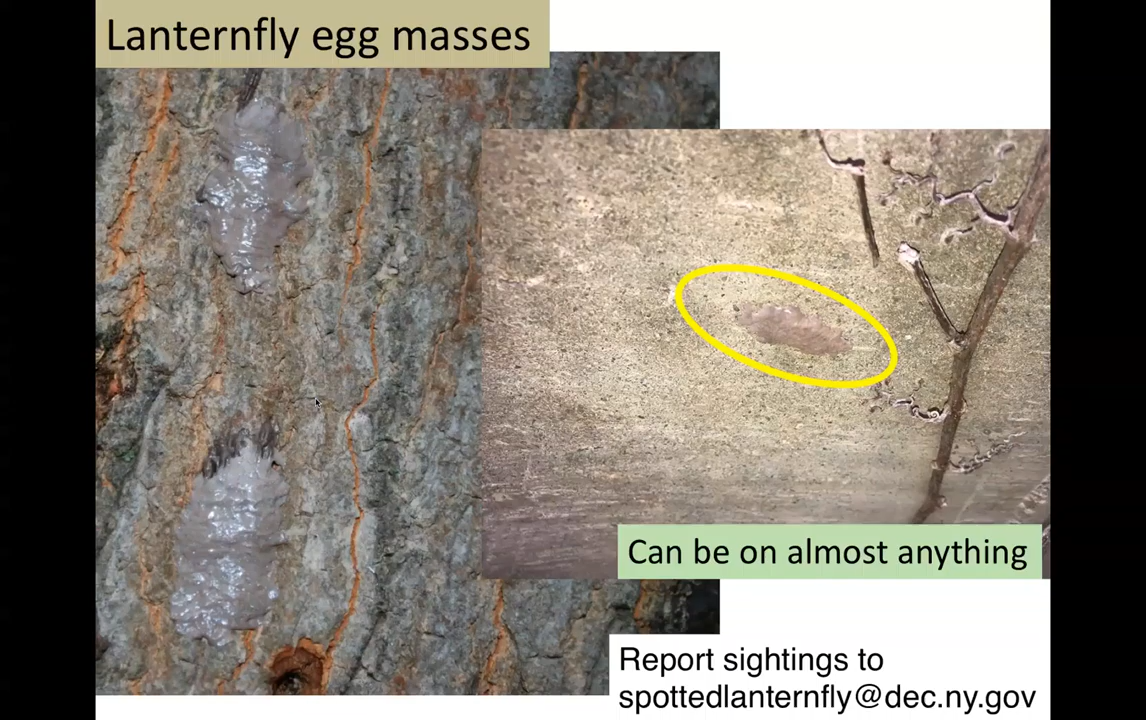 Lanternfly egg masses
Can be on almost anything
Report sightings to
spottedlanternfly@dec.ny.gov